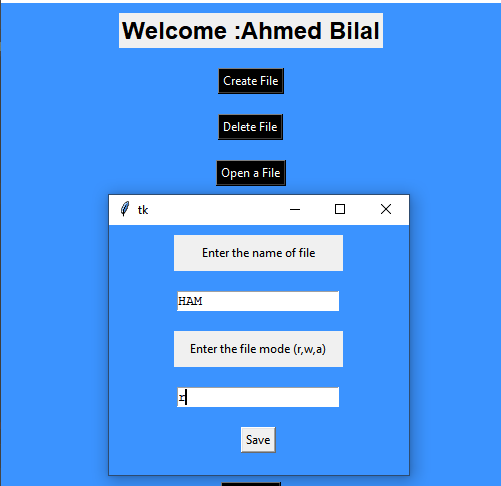 Welcome :Ahmed Bilal
Create File
Delete File
Open a File
tk
Enter the name of file
HAM
Enter the file mode (r,w,a)
r
Save